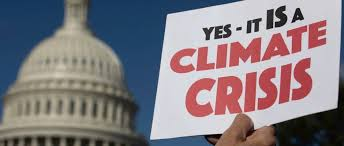 YES - IT IS A
CLIMATE
CRISIS